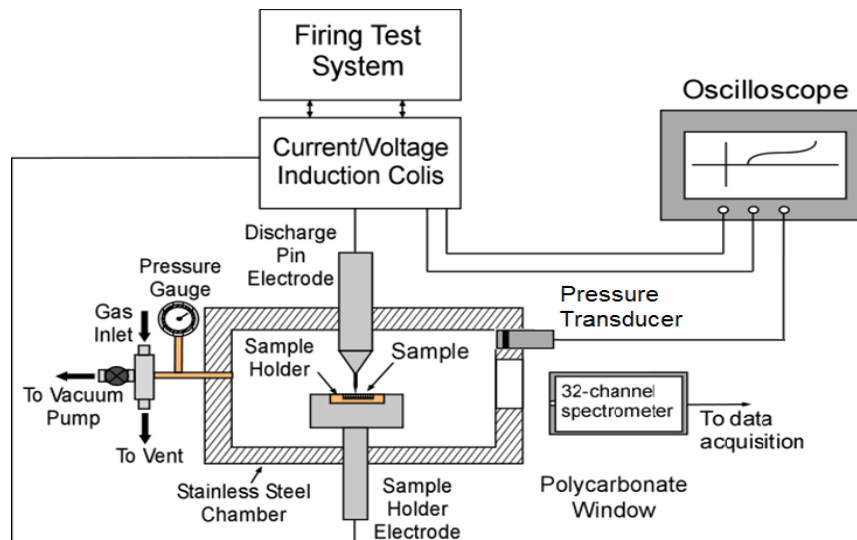 Firing Test
System
Oscilloscope
Current/Voltage
Induction Colis
Discharge
Pin
Electrode
Pressure
Gauge
Gas
Inlet
Pressure
Transducer
Sample
Holder
Sample
To Vacuum
Pump
32-channel
spectrometer
To data
acquisition
To Vent
Stainless Steel
Chamber
Sample
Holder
Electrode
Polycarbonate
Window